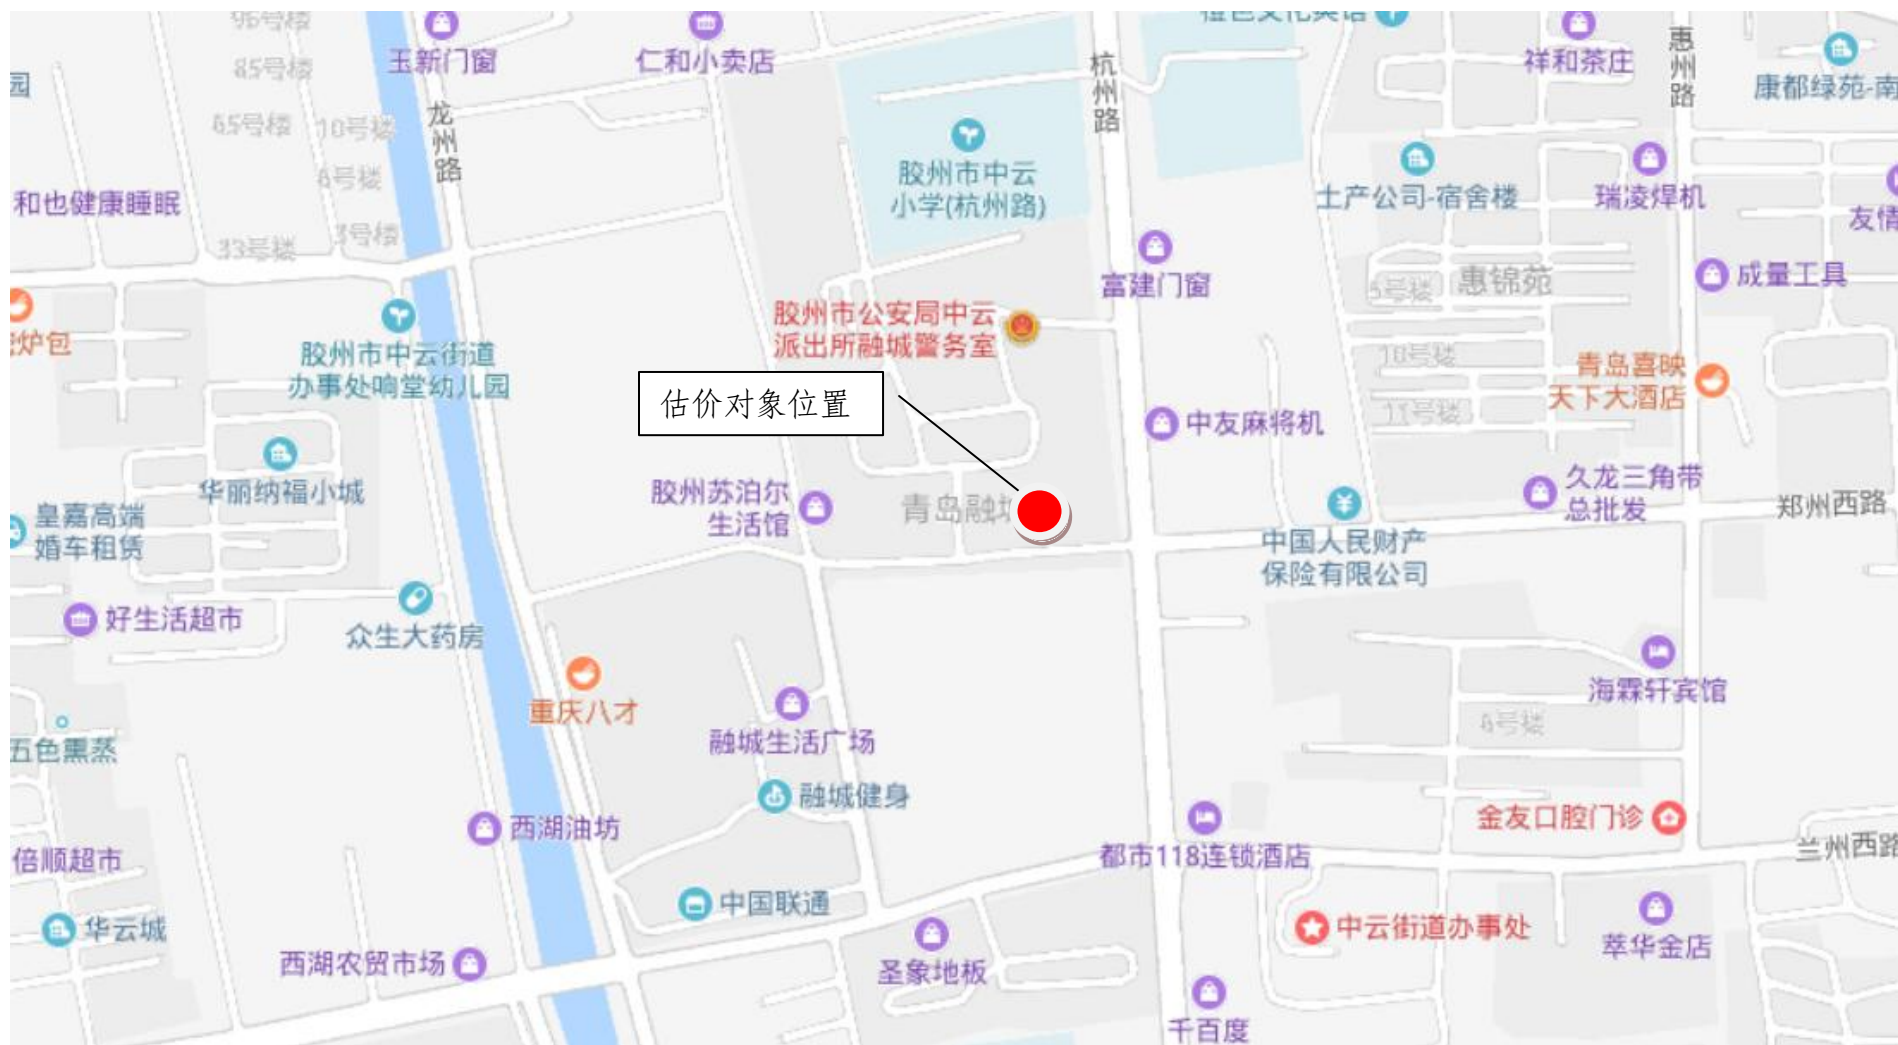 96号楼
玉新门窗
仁和小卖店
祥和茶庄
惠州路
康都绿苑-南
85号楼
园
杭州路
65号楼
10号楼
龙州路
6号楼
胶州市中云
小学(杭州路)
土产公司-宿舍楼
瑞凌焊机
友情
和也健康睡眠
33号楼
3号楼
富建门窗
惠锦苑
5号楼
成量工具
胶州市公安局中云
派出所融城警务室
炉包
胶州市中云街道
办事处响堂幼儿园
10号楼
青岛喜映
天下大酒店
估价对象位置
11号楼
中友麻将机
华丽纳福小城
胶州苏泊尔
生活馆
青岛融城
久龙三角带
总批发
郑州西路
皇嘉高端
婚车租赁
中国人民财产
保险有限公司
好生活超市
众生大药房
海霖轩宾馆
重庆八才
6号楼
融城生活广场
五色熏蒸
融城健身
西湖油坊
金友口腔门诊
都市118连锁酒店
兰州西路
倍顺超市
中国联通
华云城
中云街道办事处
萃华金店
西湖农贸市场
圣象地板
千百度